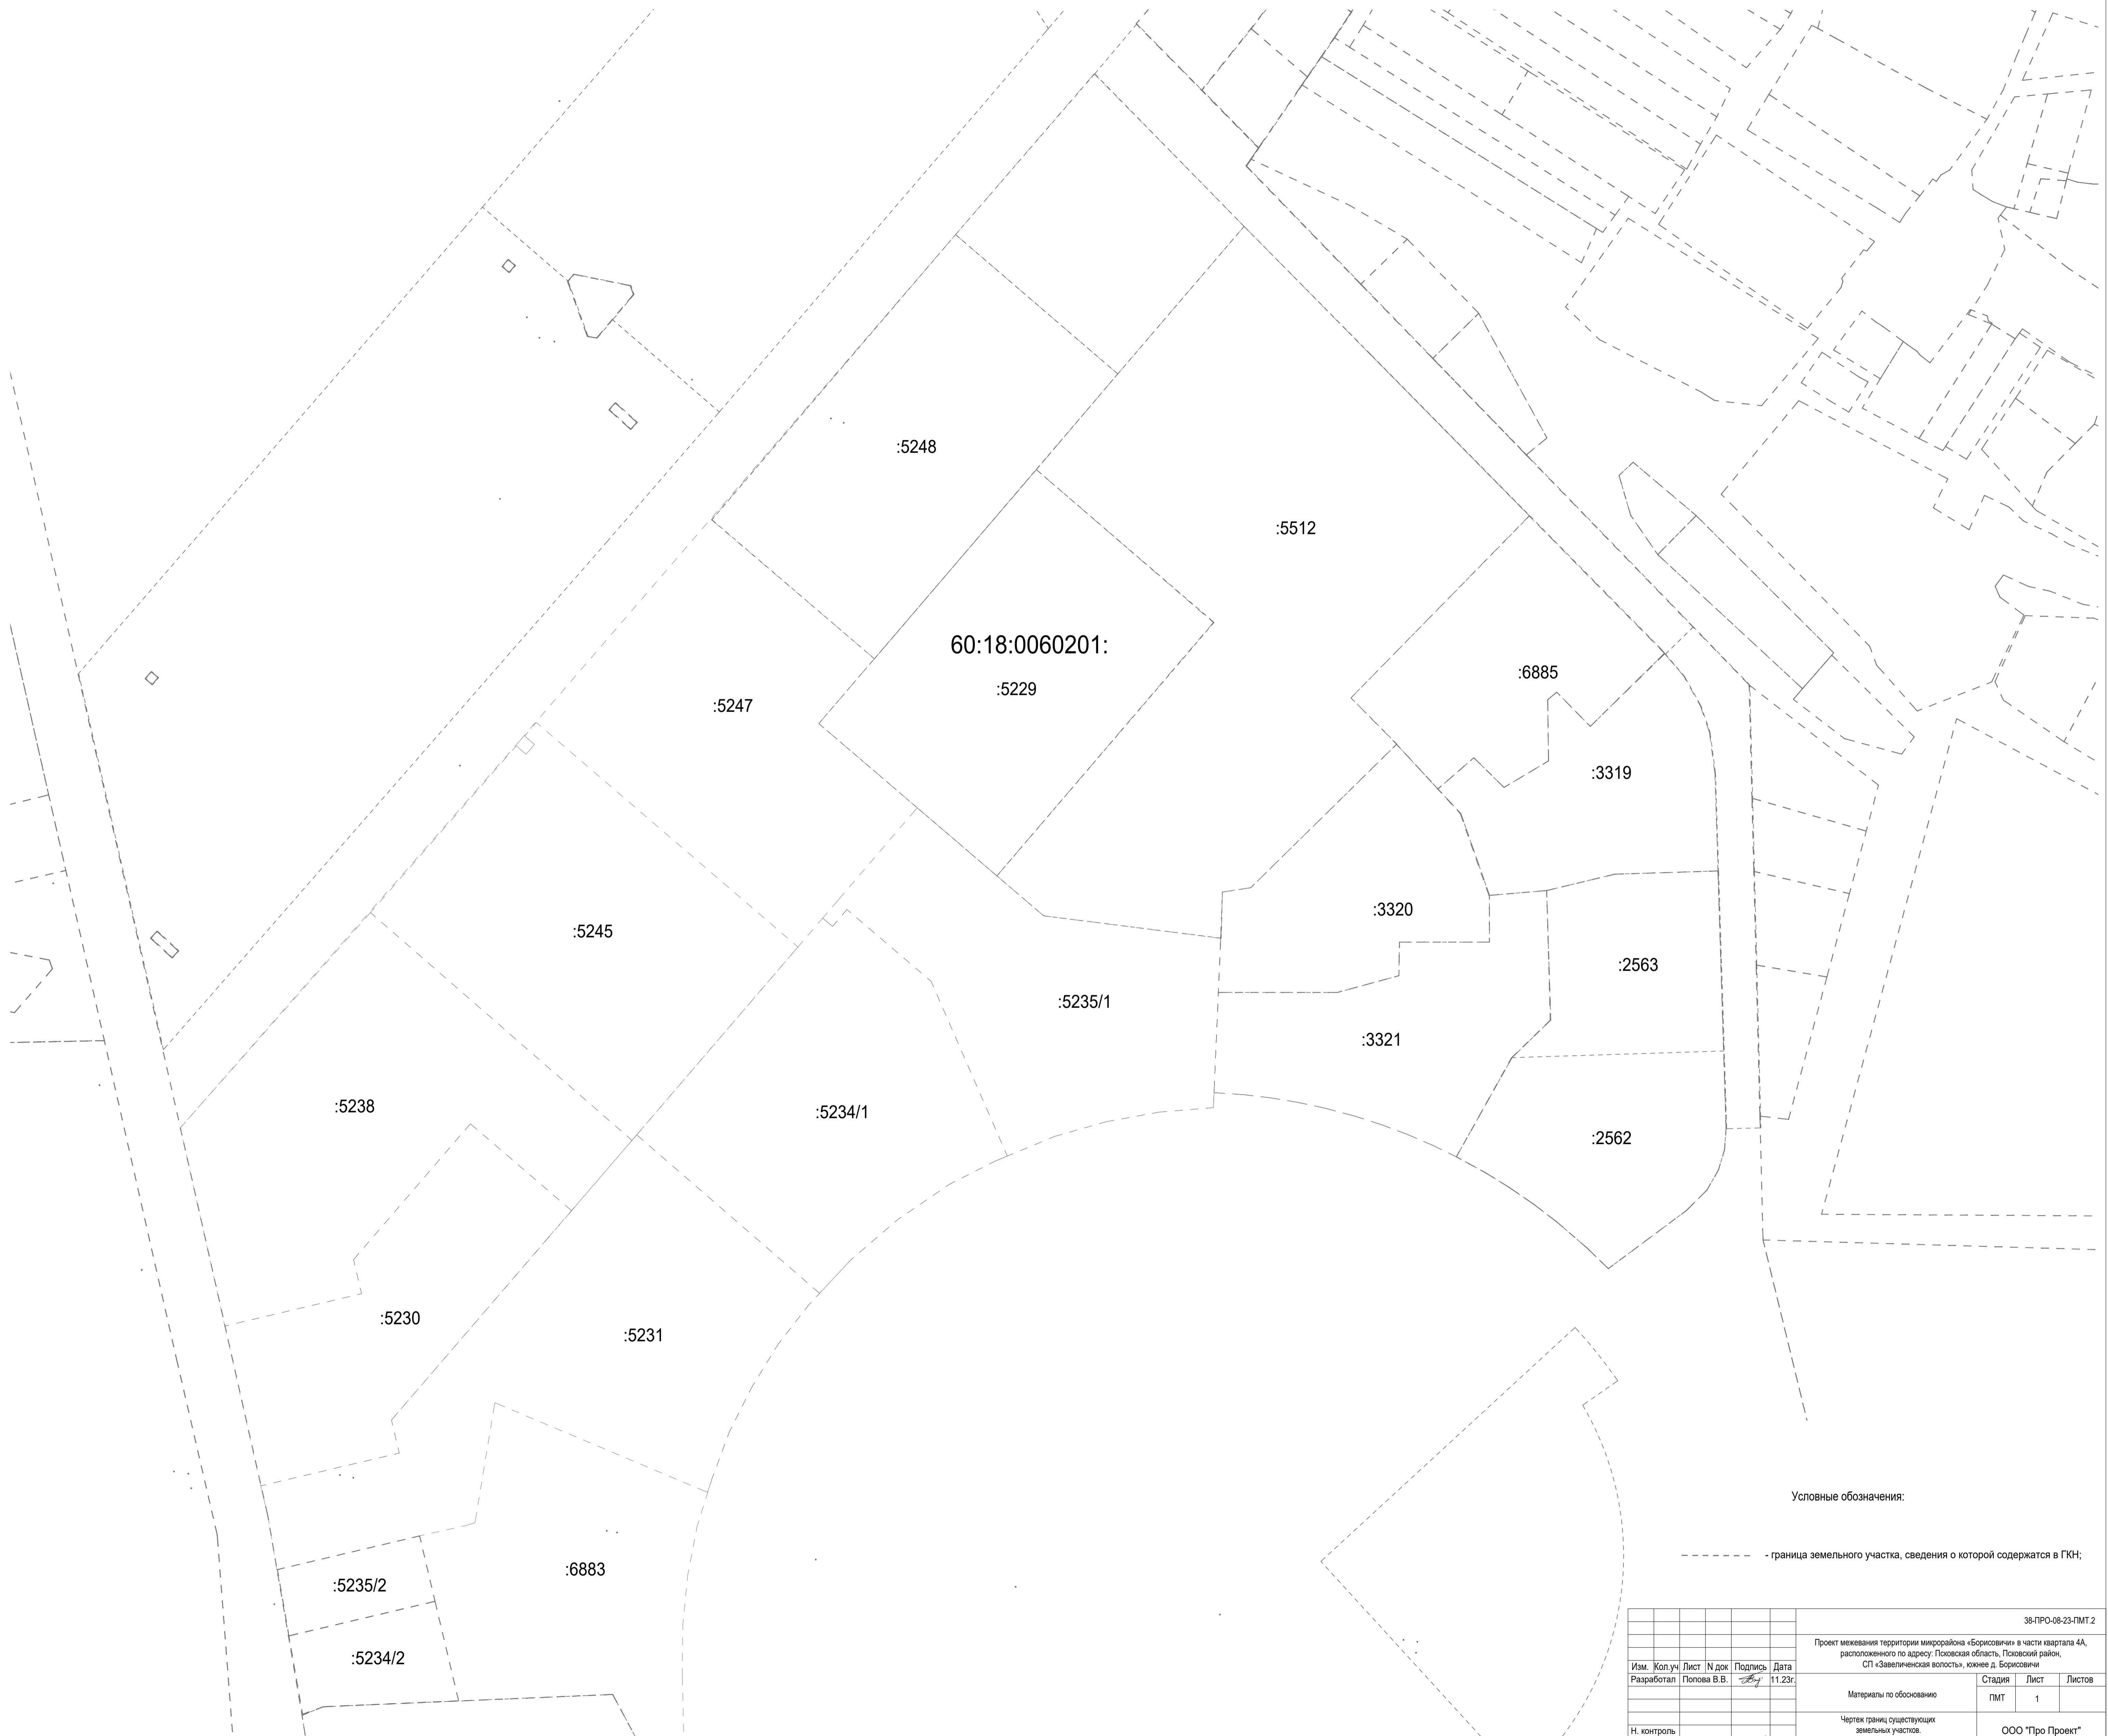 :5248
:5512
60:18:0060201:
:5229
:6885
:5247
:3319
:3320
:5245
:2563
:5235/1
:3321
:5238
:5234/1
:2562
:5230
:5231
Условные обозначения:
- граница земельного участка, сведения о которой содержатся в ГКН;
:6883
:5235/2
:5234/2
38-ПРО-08-23-ПМТ.2
Проект межевания территории микрорайона «Борисовичи» в части квартала 4А,
расположенного по адресу: Псковская область, Псковский район,
СП «Завеличенская волость», южнее д. Борисовичи
Изм. Кол.уч Лист N док Подпись Дата
Разработал Попова В.В. 11.23г.
Материалы по обоснованию
Стадия Лист Листов
ПМТ 1
Чертеж границ существующих
земельных участков.
ООО "Про Проект"
Н. контроль